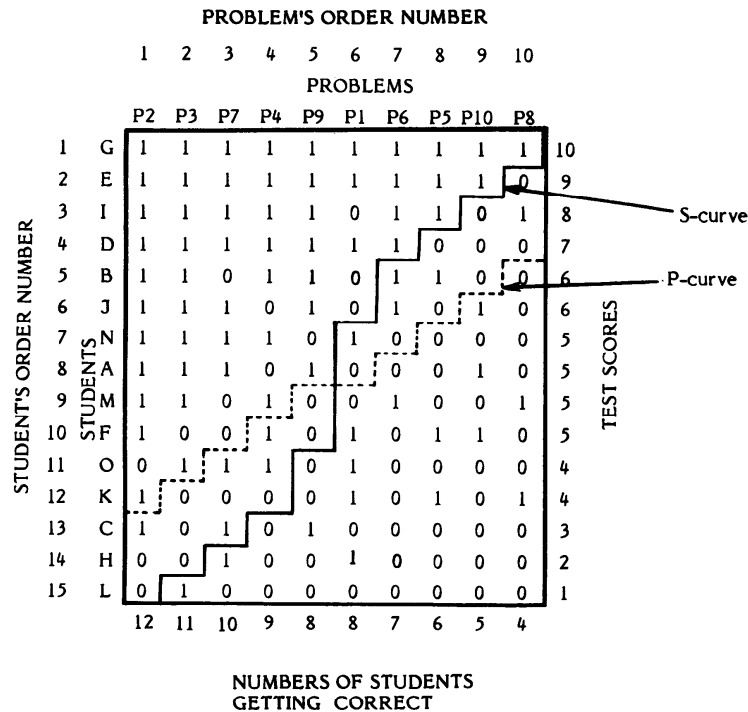 PROBLEM'S ORDER NUMBER
1 2 3 4 5 6 7 8 9 10
PROBLEMS
P2 P3 P7 P4 P9 P1 P6 P5 P10 P8
STUDENT'S ORDER NUMBER
STUDENTS
1 G 1 1 1 1 1 1 1 1 1 1 10
2 E 1 1 1 1 1 1 1 1 1 0 9
3 I 1 1 1 1 1 0 1 1 0 1 8
4 D 1 1 1 1 1 1 1 0 0 0 7
5 B 1 1 0 1 1 0 1 1 0 0 6
6 J 1 1 1 0 1 0 1 0 1 0 6
7 N 1 1 1 1 0 1 0 0 0 0 5
8 A 1 1 1 0 1 0 0 0 1 0 5
9 M 1 1 0 1 0 0 1 0 0 1 5
10 F 1 0 0 1 0 1 0 1 1 0 5
11 O 0 1 1 1 0 1 0 0 0 0 4
12 K 1 0 0 0 0 1 0 1 0 1 4
13 C 1 0 1 0 1 0 0 0 0 0 3
14 H 0 0 1 0 0 1 0 0 0 0 2
15 L 0 1 0 0 0 0 0 0 0 0 1
12 11 10 9 8 8 7 6 5 4
S-curve
P-curve
TEST SCORES
NUMBERS OF STUDENTS
GETTING CORRECT